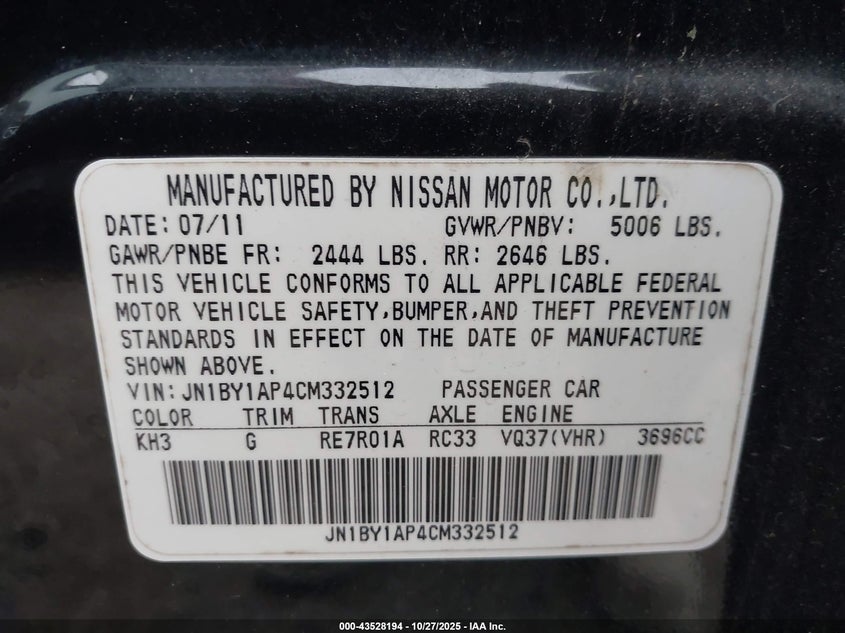 MANUFACTURED BY NISSAN MOTOR CO.,LTD.
DATE: 07/11 GVWR/PNBV: 5006 LBS.
GAWR/PNBE FR: 2444 LBS. RR: 2646 LBS.
THIS VEHICLE CONFORMS TO ALL APPLICABLE FEDERAL
MOTOR VEHICLE SAFETY,BUMPER,AND THEFT PREVENTION
STANDARDS IN EFFECT ON THE DATE OF MANUFACTURE
SHOWN ABOVE.
VIN: JN1BY1AP4CM332512 PASSENGER CAR
COLOR TRIM TRANS AXLE ENGINE
KH3 G RE7R01A RC33 VQ37(VHR) 3696CC
JN1BY1AP4CM332512
000-43528194 - 10/27/2025 - IAA Inc.